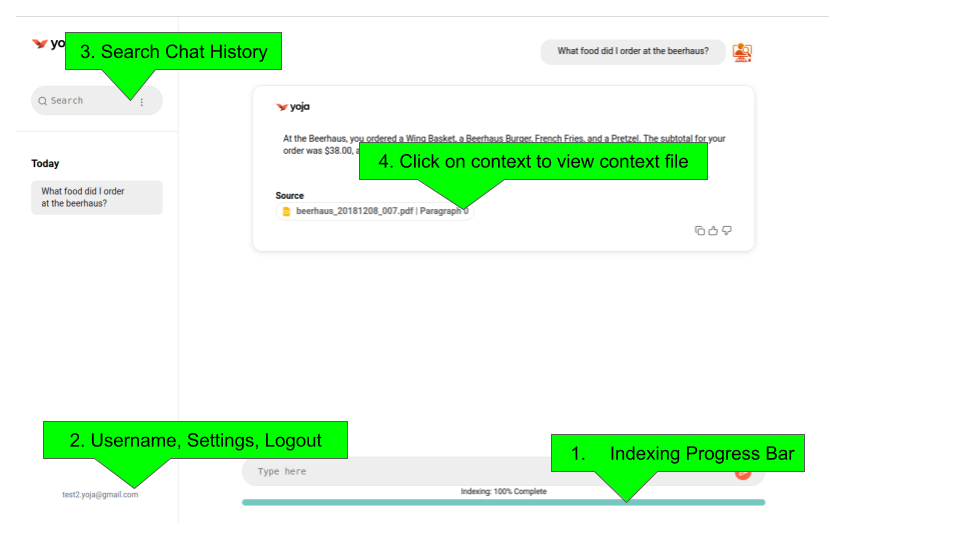 yo
3. Search Chat History
What food did I order at the beerhaus?
Search
yoja
At the Beerhaus, you ordered a Wing Basket, a Beerhaus Burger, French Fries, and a Pretzel. The subtotal for your
order was $38.00,
4. Click on context to view context file
Today
What food did I order
at the beerhaus?
Source
beerhaus_20181208_007.pdf | Paragraph 0
2. Username, Settings, Logout
1. Indexing Progress Bar
Type here
Indexing: 100% Complete
test2.yoja@gmail.com